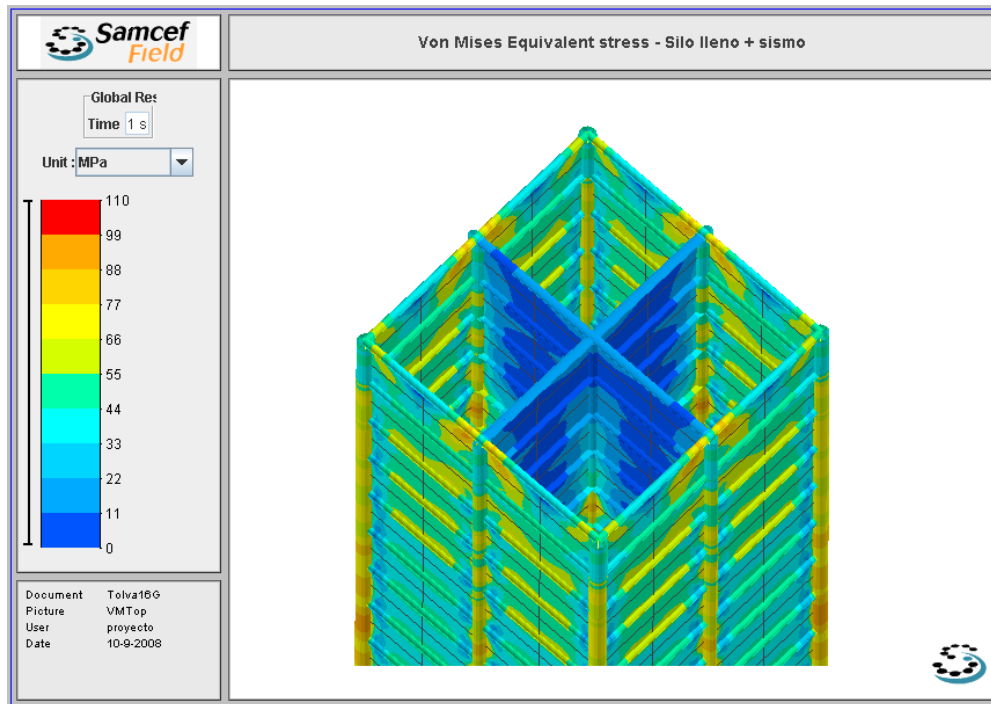 Samcef
Field
Von Mises Equivalent stress - Silo lleno + sismo
Global Res
Time 1 s
Unit : MPa
110
99
88
77
66
55
44
33
22
11
0
Document Tolva16G
Picture VMTop
User proyecto
Date 10-9-2008